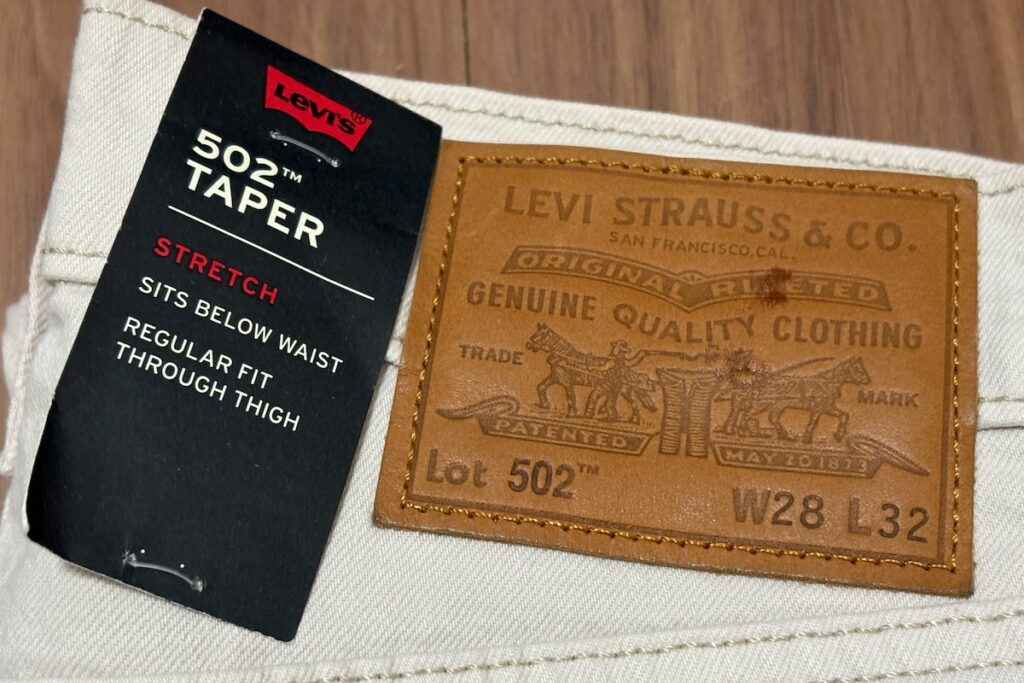 Levi's®
502™
TAPER
STRETCH
SITS BELOW WAIST
REGULAR FIT
THROUGH THIGH
LEVI STRAUSS & CO.
SAN FRANCISCO, CAL.
ORIGINAL RIVETED
GENUINE QUALITY CLOTHING
TRADE MARK
PATENTED MAY 20 1873
Lot 502™
W28 L32